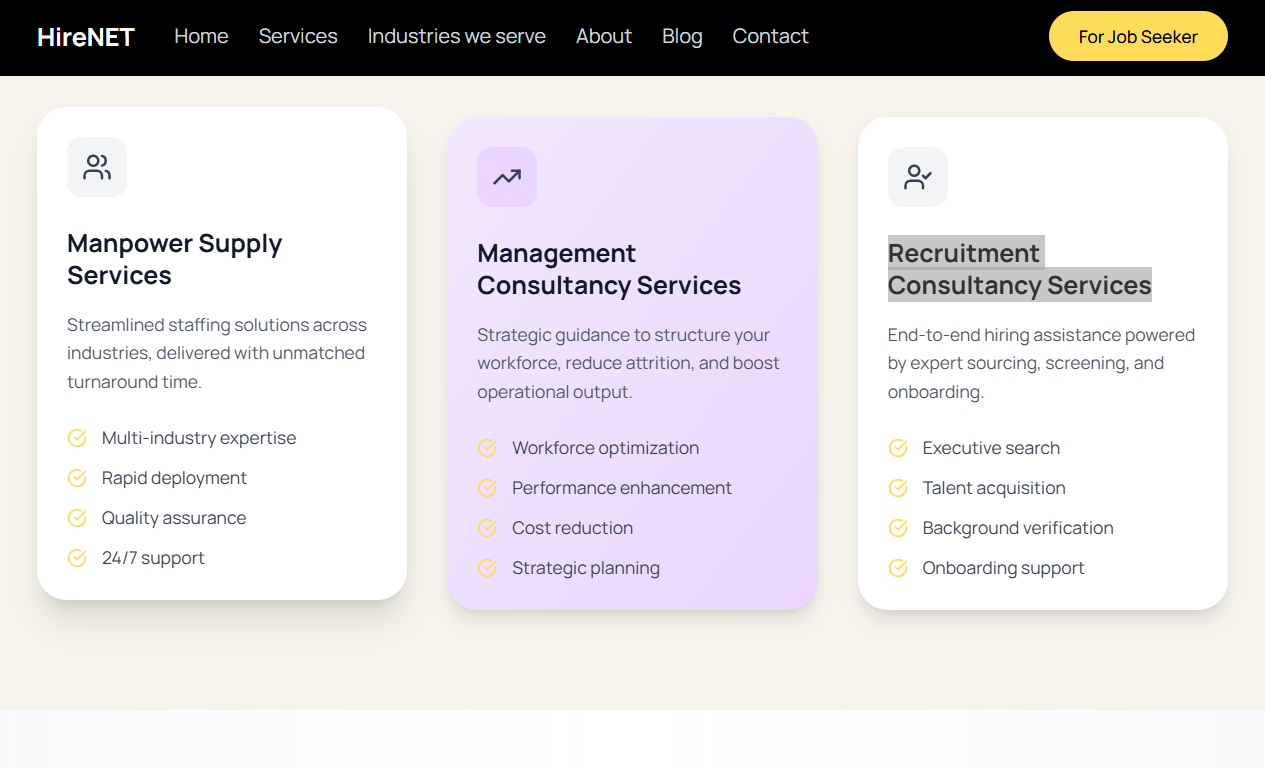 HireNET Home Services Industries we serve About Blog Contact For Job Seeker
Manpower Supply
Services
Streamlined staffing solutions across
industries, delivered with unmatched
turnaround time.
Multi-industry expertise
Rapid deployment
Quality assurance
24/7 support
Management
Consultancy Services
Strategic guidance to structure your
workforce, reduce attrition, and boost
operational output.
Workforce optimization
Performance enhancement
Cost reduction
Strategic planning
Recruitment
Consultancy Services
End-to-end hiring assistance powered
by expert sourcing, screening, and
onboarding.
Executive search
Talent acquisition
Background verification
Onboarding support